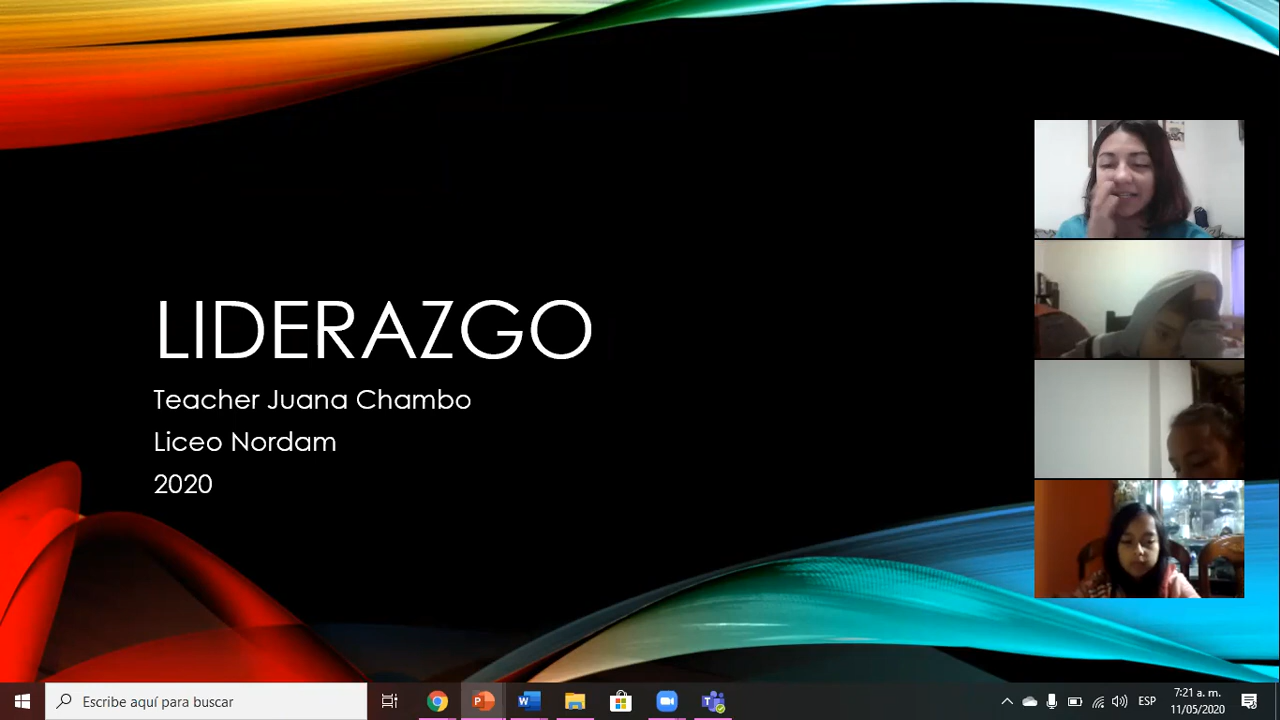 LIDERAZGO
Teacher Juana Chambo
Liceo Nordam
2020
Escribe aquí para buscar
ESP
7:21 a. m.
11/05/2020